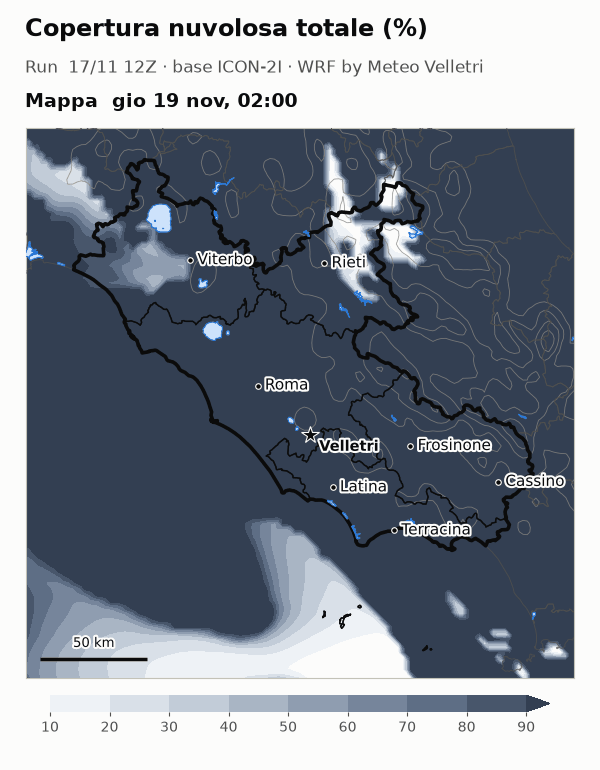 Copertura nuvolosa totale (%)
Run 17/11 12Z · base ICON-2I · WRF by Meteo Velletri
Mappa gio 19 nov, 02:00
Viterbo
Rieti
Roma
Velletri
Frosinone
Cassino
Latina
Terracina
50 km
10 20 30 40 50 60 70 80 90